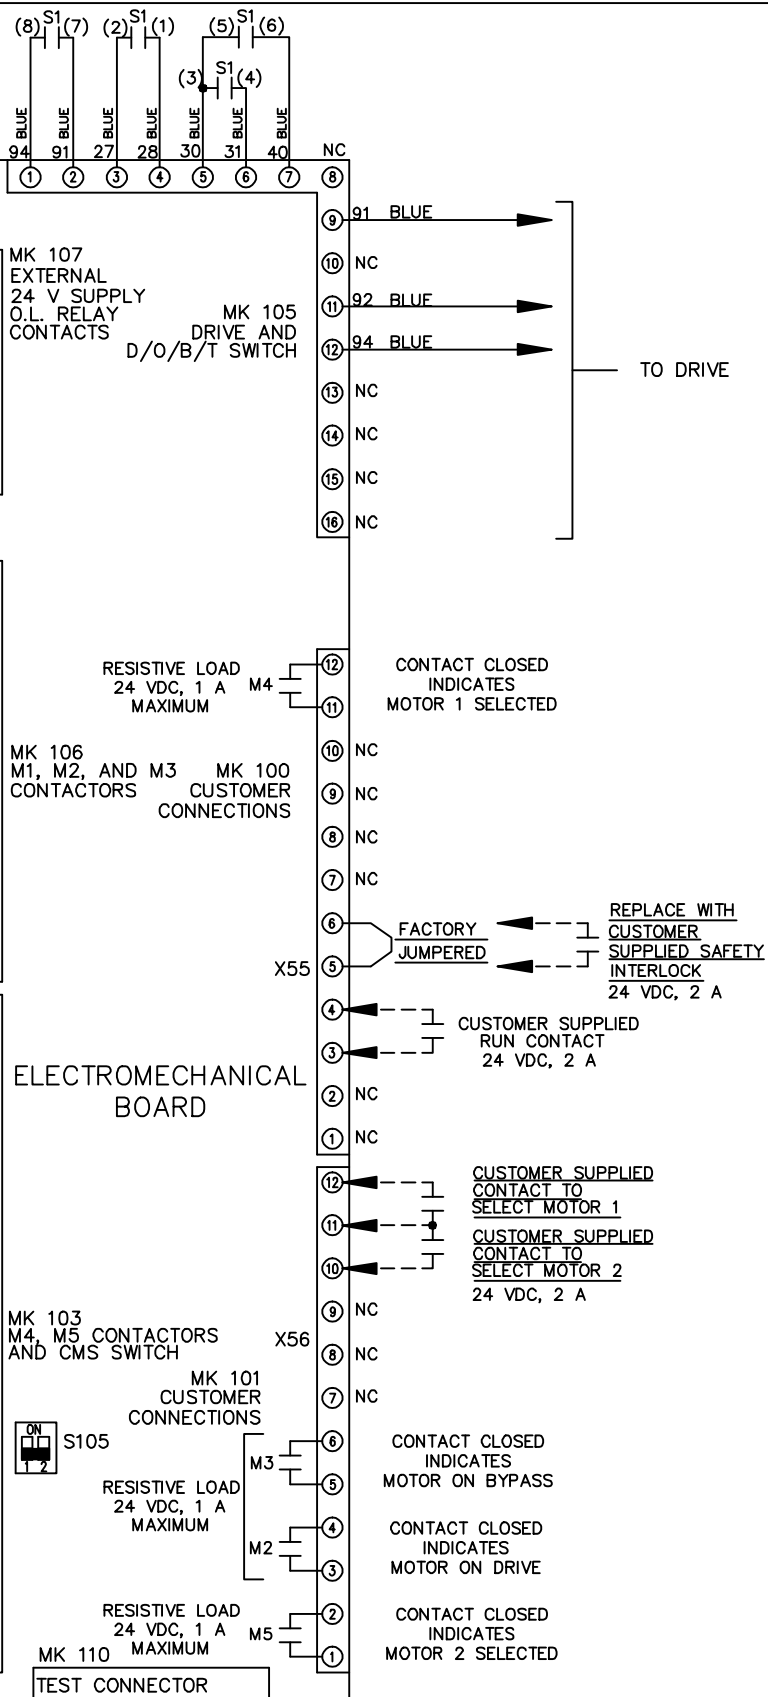 (8) S1 (7) (2) S1 (1) (5) S1 (6)
(3) S1 (4)
BLUE BLUE BLUE BLUE BLUE BLUE BLUE
94 91 27 28 30 31 40 NC
1 2 3 4 5 6 7 8
9 91 BLUE
10 NC
11 92 BLUE
12 94 BLUE
13 NC
14 NC
15 NC
16 NC
TO DRIVE
MK 107
EXTERNAL
24 V SUPPLY
O.L. RELAY
CONTACTS
MK 105
DRIVE AND
D/O/B/T SWITCH
RESISTIVE LOAD
24 VDC, 1 A
MAXIMUM
M4
12
11
CONTACT CLOSED
INDICATES
MOTOR 1 SELECTED
MK 106
M1, M2, AND M3
CONTACTORS
MK 100
CUSTOMER
CONNECTIONS
10 NC
9 NC
8 NC
7 NC
6
X55 5
FACTORY
JUMPERED
REPLACE WITH
CUSTOMER
SUPPLIED SAFETY
INTERLOCK
24 VDC, 2 A
4
3
CUSTOMER SUPPLIED
RUN CONTACT
24 VDC, 2 A
2 NC
1 NC
ELECTROMECHANICAL
BOARD
12
11
10
CUSTOMER SUPPLIED
CONTACT TO
SELECT MOTOR 1
CUSTOMER SUPPLIED
CONTACT TO
SELECT MOTOR 2
24 VDC, 2 A
9 NC
X56
8 NC
7 NC
MK 103
M4, M5 CONTACTORS
AND CMS SWITCH
MK 101
CUSTOMER
CONNECTIONS
ON
1 2
S105
M3
6
5
CONTACT CLOSED
INDICATES
MOTOR ON BYPASS
RESISTIVE LOAD
24 VDC, 1 A
MAXIMUM
M2
4
3
CONTACT CLOSED
INDICATES
MOTOR ON DRIVE
RESISTIVE LOAD
24 VDC, 1 A
MAXIMUM
M5
2
1
CONTACT CLOSED
INDICATES
MOTOR 2 SELECTED
MK 110
TEST CONNECTOR